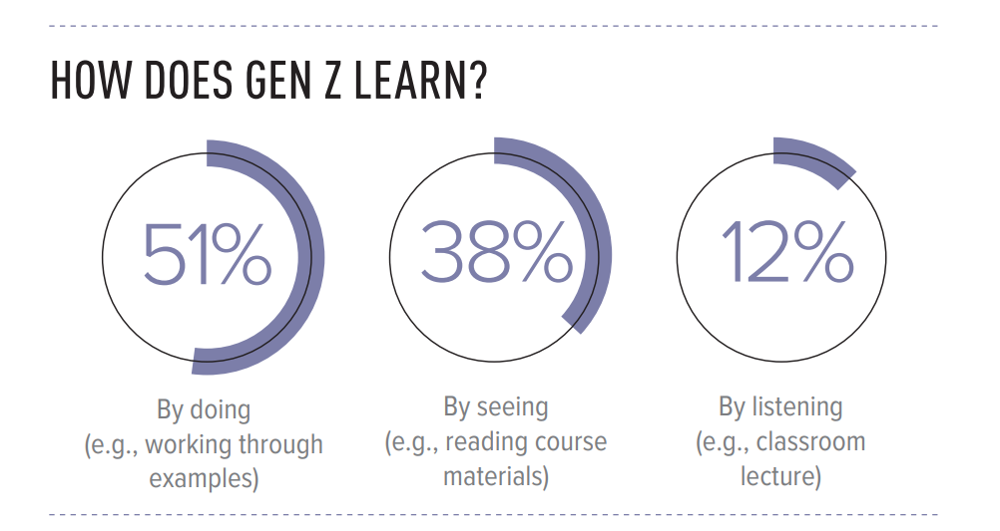 HOW DOES GEN Z LEARN?
51%
38%
12%
By doing
(e.g., working through
examples)
By seeing
(e.g., reading course
materials)
By listening
(e.g., classroom
lecture)